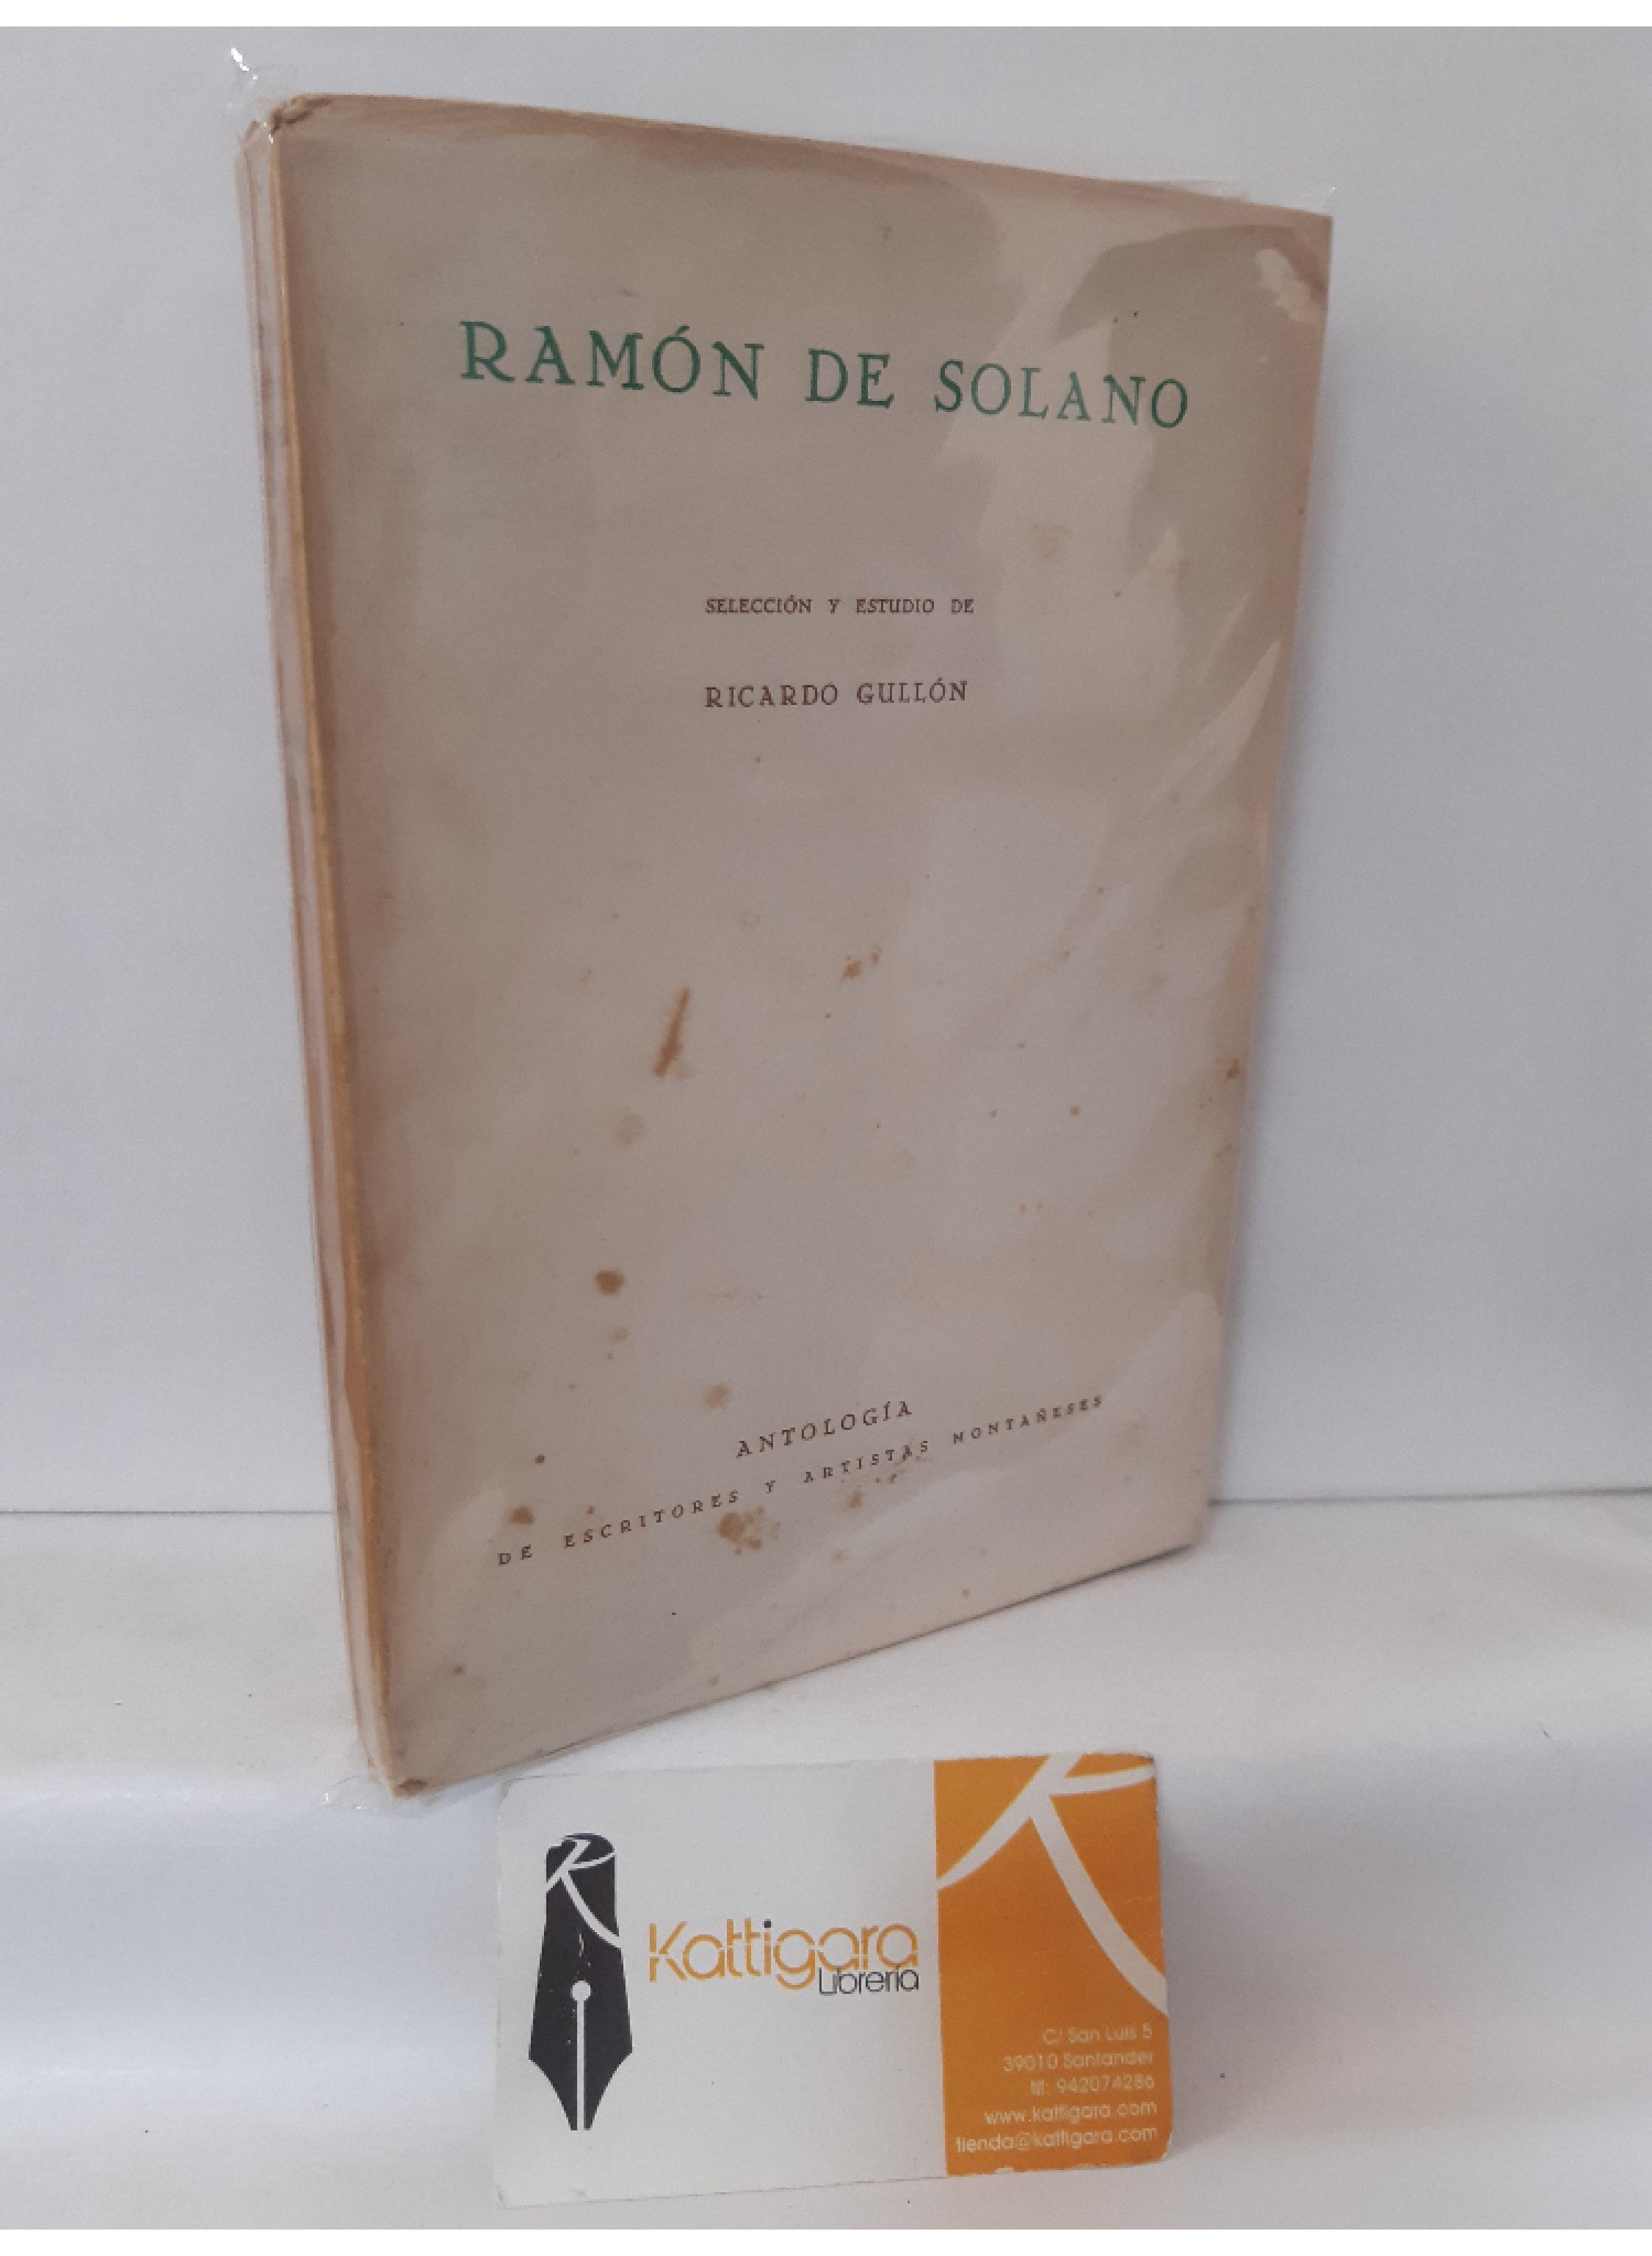 RAMÓN DE SOLANO
SELECCIÓN Y ESTUDIO DE
RICARDO GULLÓN
ANTOLOGÍA
DE ESCRITORES Y ARTISTAS MONTAÑESES
Kattigara
Librería
C/ San Luis 5
39010 Santander
tlf: 942074286
www.kattigara.com
tienda@kattigara.com